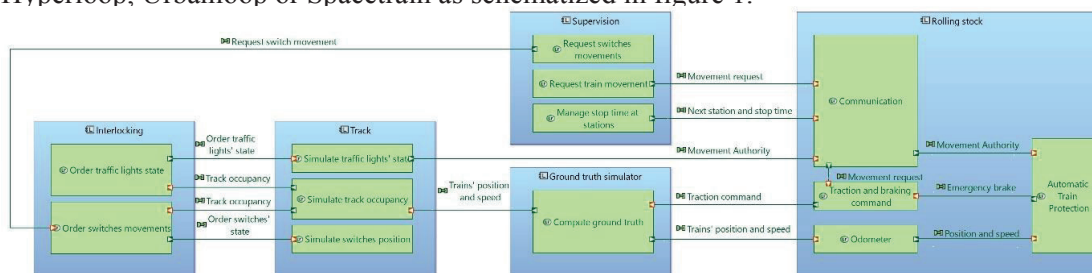 Hyperloop, Urbanloop or Spacetrain as schematized in figure 1.
Supervision
Request switches
movements
Request train movement
Manage stop time at
stations
Rolling stock
Communication
Traction and braking
command
Odometer
Automatic
Train
Protection
Interlocking
Order traffic lights state
Order switches movements
Track
Simulate traffic lights' state
Simulate track occupancy
Simulate switches position
Ground truth simulator
Compute ground truth
Request switch movement
Movement request
Next station and stop time
Order traffic
lights' state
Movement Authority
Movement Authority
Track occupancy
Track occupancy
Order switches'
state
Trains' position
and speed
Movement request
Traction command
Emergency brake
Trains' position and speed
Position and speed